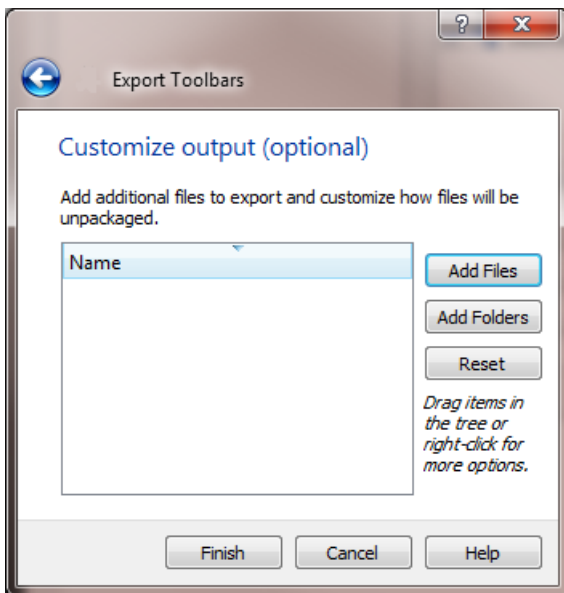 ?
X
Export Toolbars
Customize output (optional)
Add additional files to export and customize how files will be
unpackaged.
Name
Add Files
Add Folders
Reset
Drag items in
the tree or
right-click for
more options.
Finish
Cancel
Help